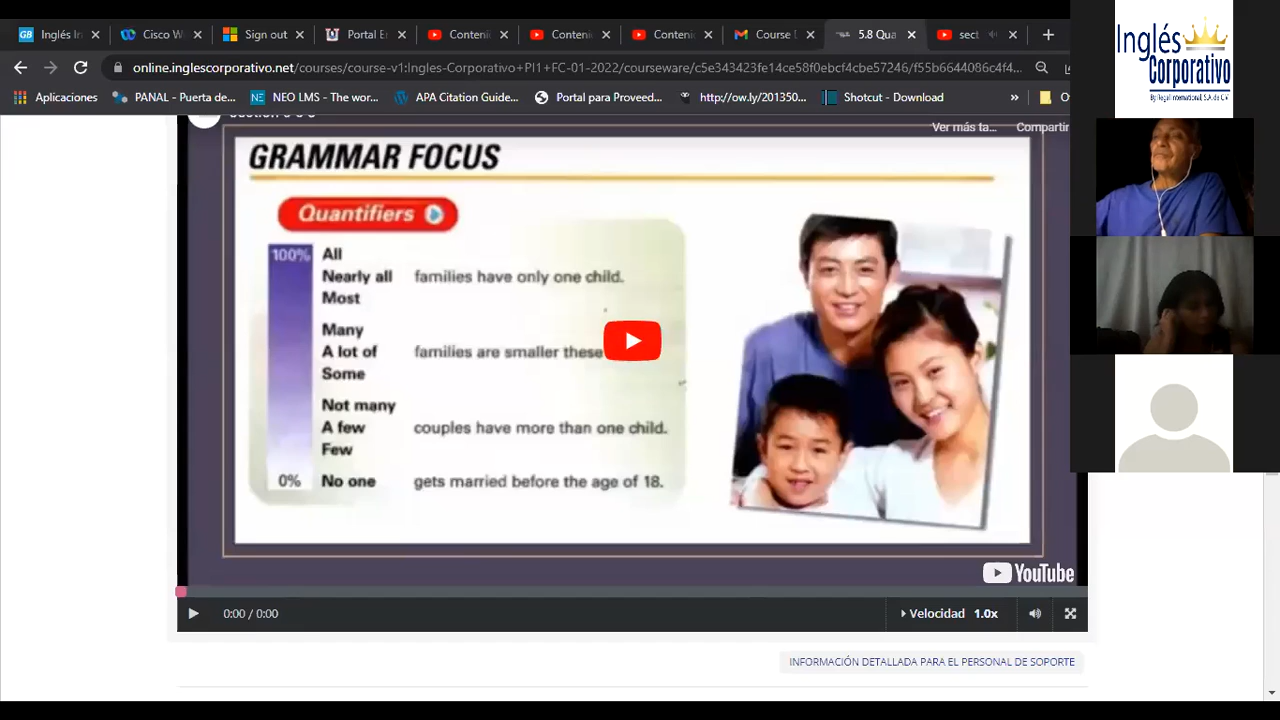 Inglés In
Cisco W
Sign out
Portal E
Conteni
Conteni
Conteni
Course D
5.8 Qua
sect
online.inglescorporativo.net/courses/course-v1:Inglescorporativo+PI1+FC-01-2022/courseware/c5e343423fe14ce58f0ebcf4cbe57246/f55b6644086c4f4...
Aplicaciones
PANAL - Puerta de...
NEO LMS - The wor...
APA Citation
Portal para Proveed...
https://ow.ly/201350...
Shutcut - Download
»
Inglés
Corporativo
Ver más ta...
Compartir
GRAMMAR FOCUS
Quantifiers
100%
All
Nearly all families have only one child.
Most
Many
A lot of families are smaller these
Some
Not many
A few couples have more than one child.
Few
0% No one gets married before the age of 18.
YouTube
0:00 / 0:00
Velocidad 1.0x
INFORMACIÓN DETALLADA PARA EL PERSONAL DE SOPORTE